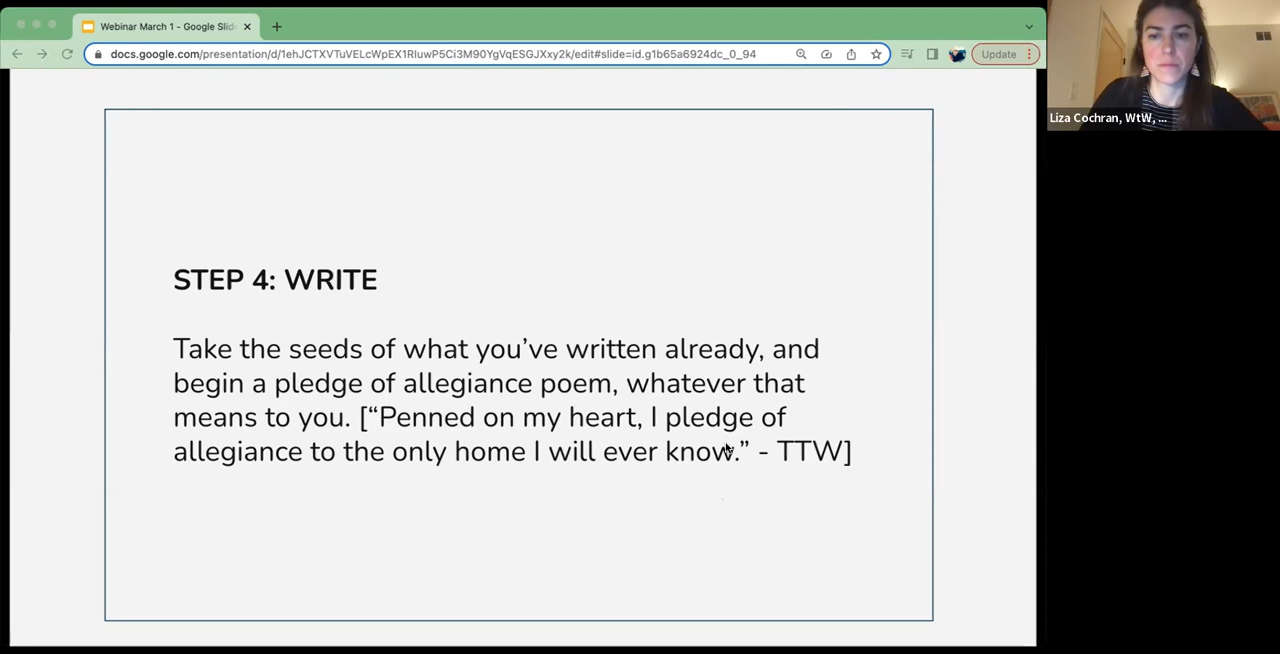 Webinar March 1 - Google Slid
docs.google.com/presentation/d/1ehJCTXVTuVELcWpEX1RIuwP5Ci3M90YgVqESGJXxy2k/edit#slide=id.g1b65a6924dc_0_94
Update
Liza Cochran, WtW, ...
STEP 4: WRITE
Take the seeds of what you’ve written already, and
begin a pledge of allegiance poem, whatever that
means to you. [“Penned on my heart, I pledge of
allegiance to the only home I will ever know.” - TTW]